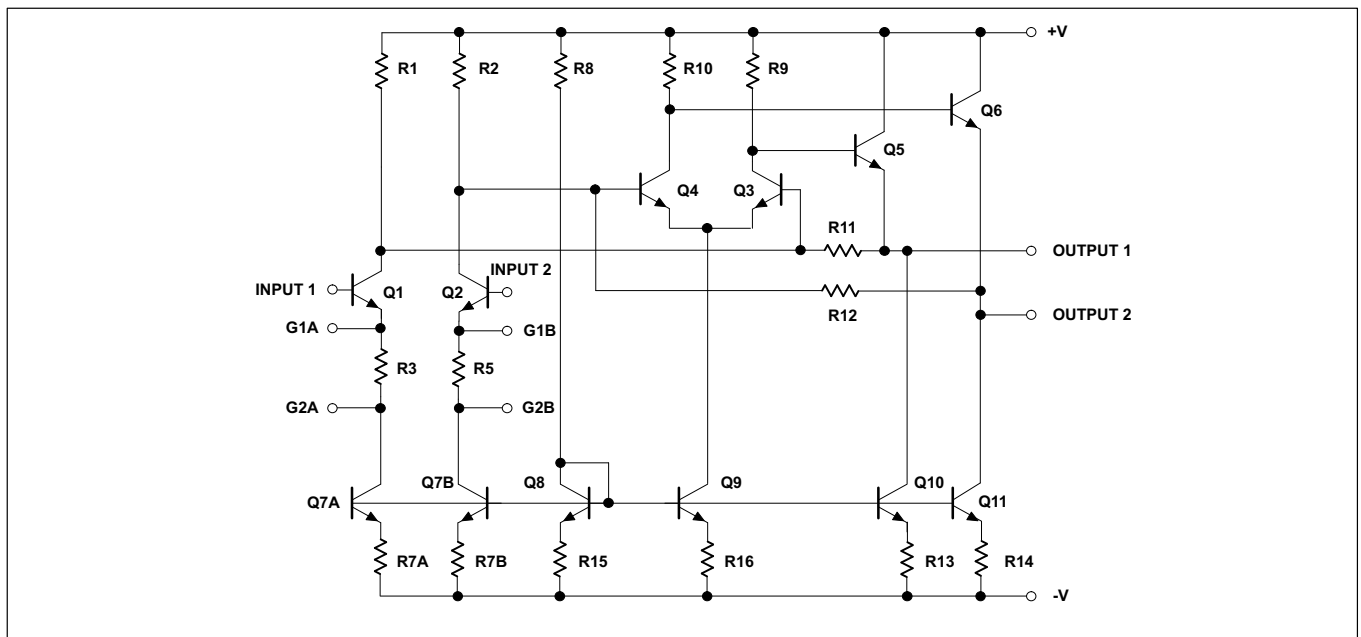 +V
R1
R2
R8
R10
R9
Q6
Q5
Q4
Q3
R11
OUTPUT 1
INPUT 2
INPUT 1
Q1
Q2
R12
OUTPUT 2
G1A
G1B
R3
R5
G2A
G2B
Q7B
Q8
Q9
Q10
Q7A
Q11
R7A
R7B
R15
R16
R13
R14
-V